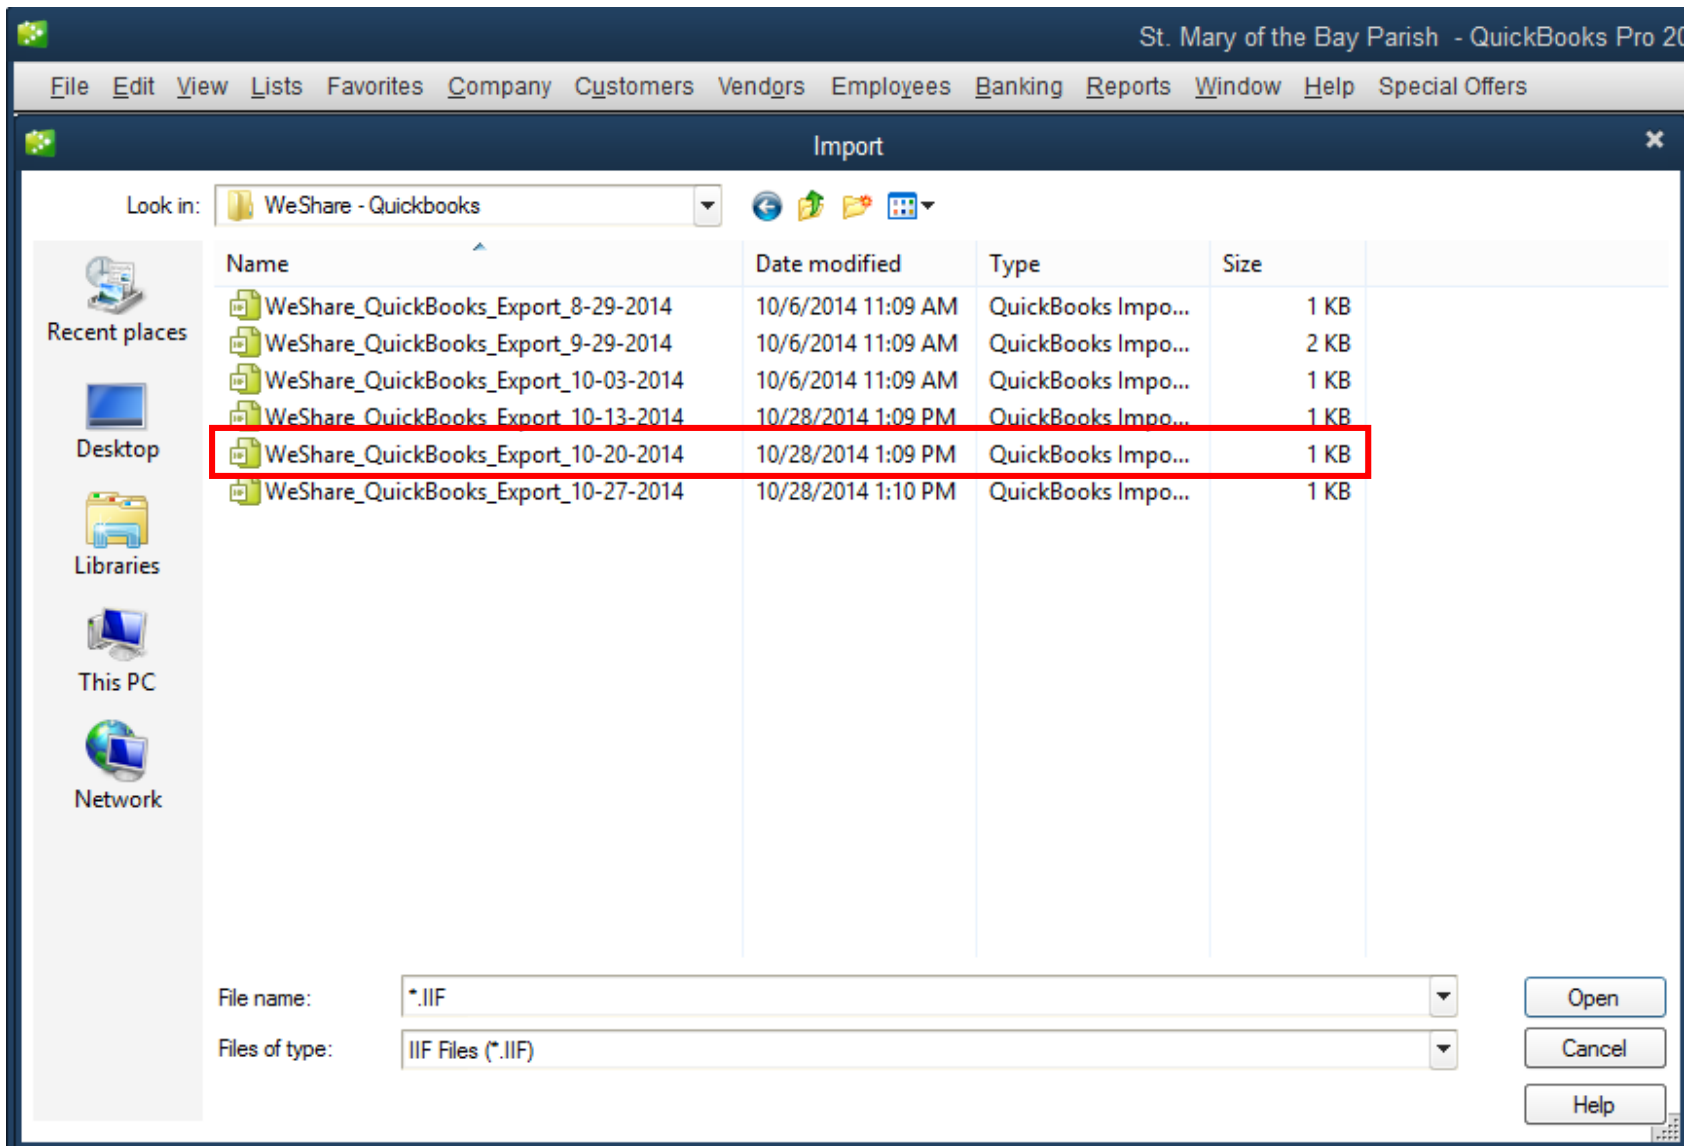 St. Mary of the Bay Parish - QuickBooks Pro 20
File Edit View Lists Favorites Company Customers Vendors Employees Banking Reports Window Help Special Offers
Import
Look in: WeShare - Quickbooks
Name Date modified Type Size
WeShare_QuickBooks_Export_8-29-2014 10/6/2014 11:09 AM QuickBooks Impo... 1 KB
WeShare_QuickBooks_Export_9-29-2014 10/6/2014 11:09 AM QuickBooks Impo... 2 KB
WeShare_QuickBooks_Export_10-03-2014 10/6/2014 11:09 AM QuickBooks Impo... 1 KB
WeShare_QuickBooks_Export_10-13-2014 10/28/2014 1:09 PM QuickBooks Impo... 1 KB
WeShare_QuickBooks_Export_10-20-2014 10/28/2014 1:09 PM QuickBooks Impo... 1 KB
WeShare_QuickBooks_Export_10-27-2014 10/28/2014 1:10 PM QuickBooks Impo... 1 KB
Recent places
Desktop
Libraries
This PC
Network
File name: *.IIF Open
Files of type: IIF Files (*.IIF) Cancel
Help